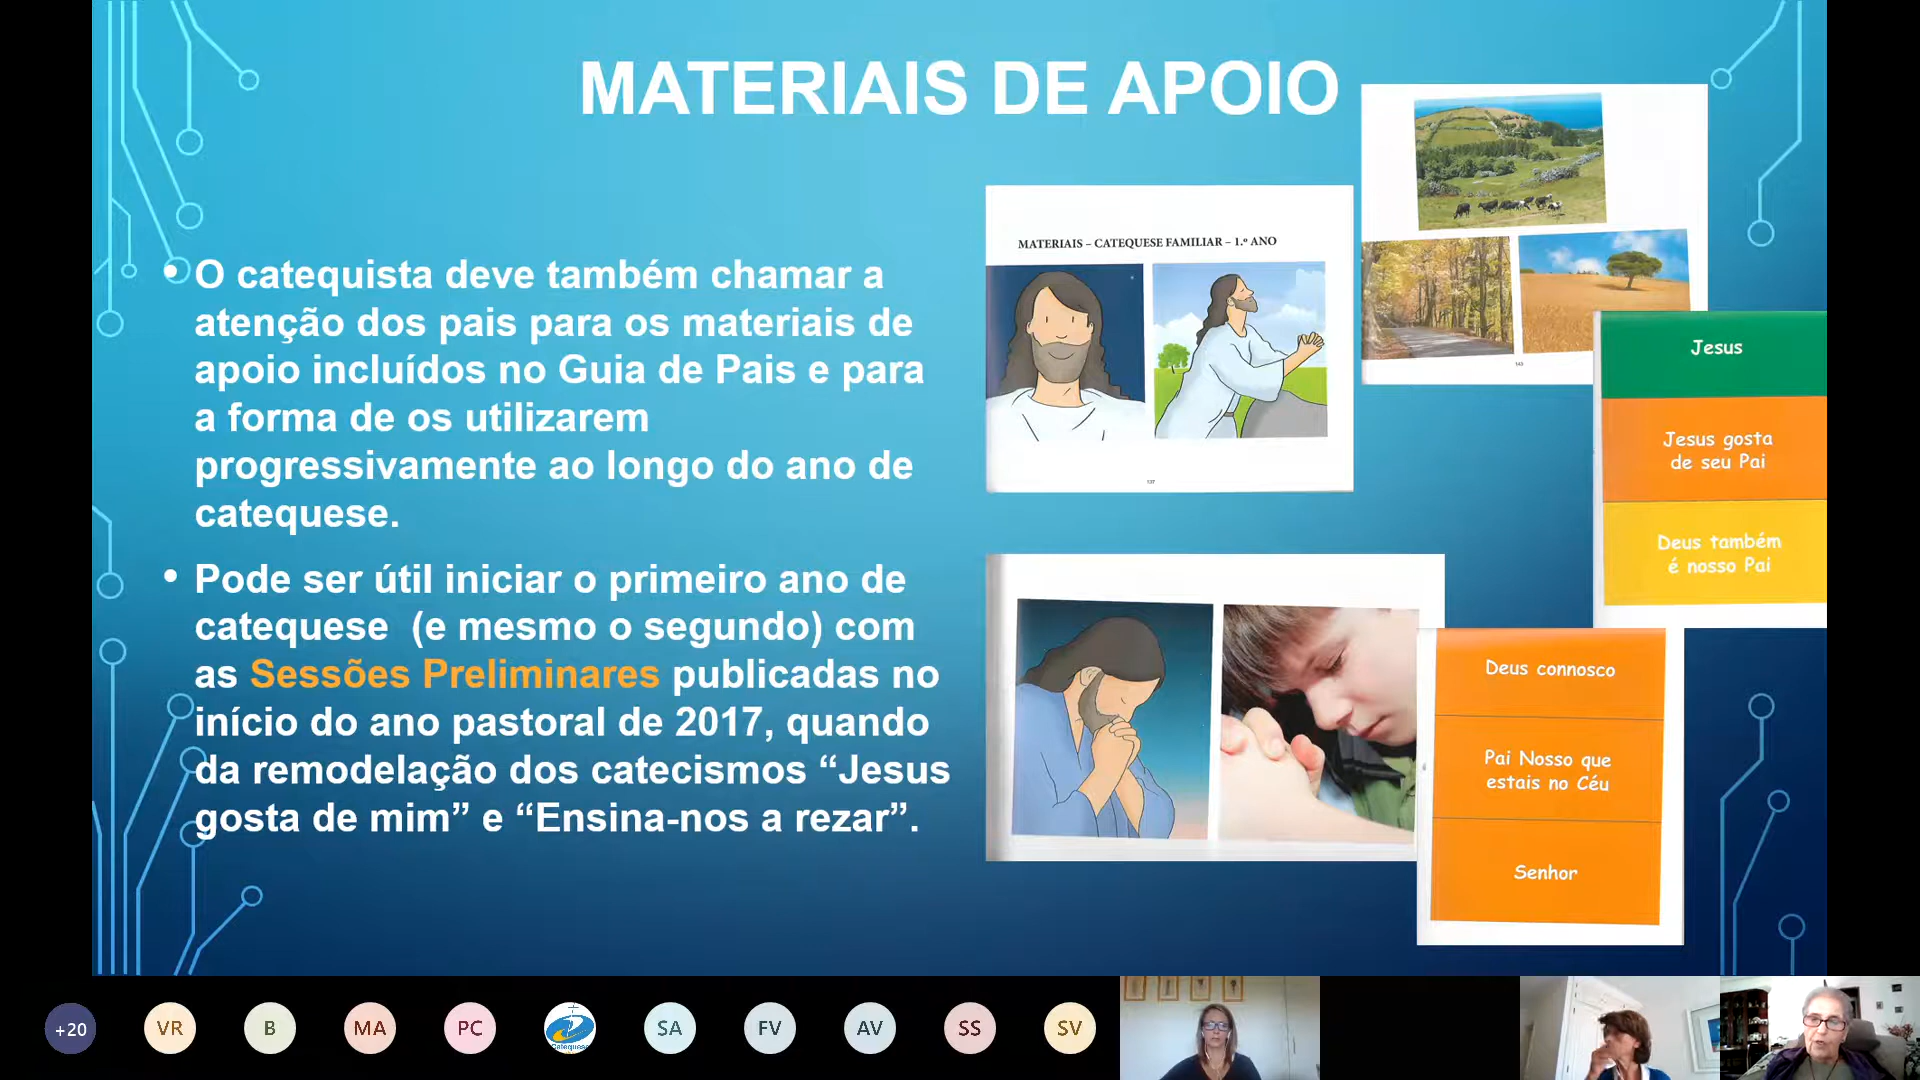 MATERIAIS DE APOIO
• O catequista deve também chamar a
atenção dos pais para os materiais de
apoio incluídos no Guia de Pais e para
a forma de os utilizarem
progressivamente ao longo do ano de
catequese.
• Pode ser útil iniciar o primeiro ano de
catequese (e mesmo o segundo) com
as Sessões Preliminares publicadas no
início do ano pastoral de 2017, quando
da remodelação dos catecismos “Jesus
gosta de mim” e “Ensina-nos a rezar”.
MATERIAIS – CATEQUESE FAMILIAR – 1.º ANO
137
143
Jesus
Jesus gosta
de seu Pai
Deus também
é nosso Pai
Deus connosco
Pai Nosso que
estais no Céu
Senhor
+20
VR
B
MA
PC
Catequese
SA
FV
AV
SS
SV